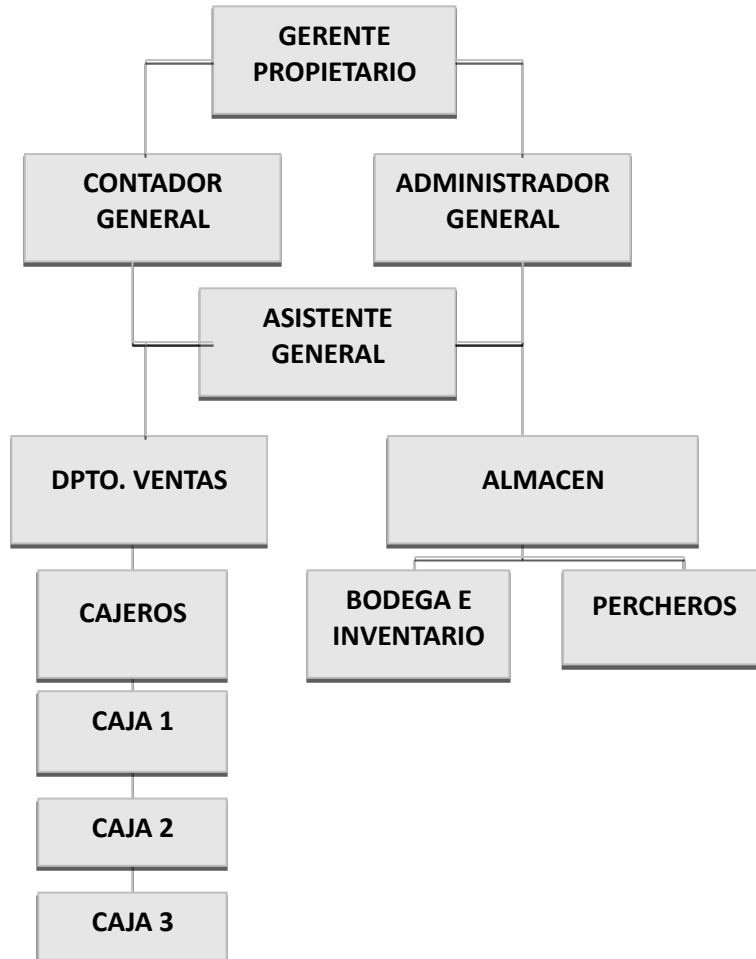 GERENTE
PROPIETARIO
CONTADOR
GENERAL
ADMINISTRADOR
GENERAL
ASISTENTE
GENERAL
DPTO. VENTAS
ALMACEN
CAJEROS
BODEGA E
INVENTARIO
PERCHEROS
CAJA 1
CAJA 2
CAJA 3